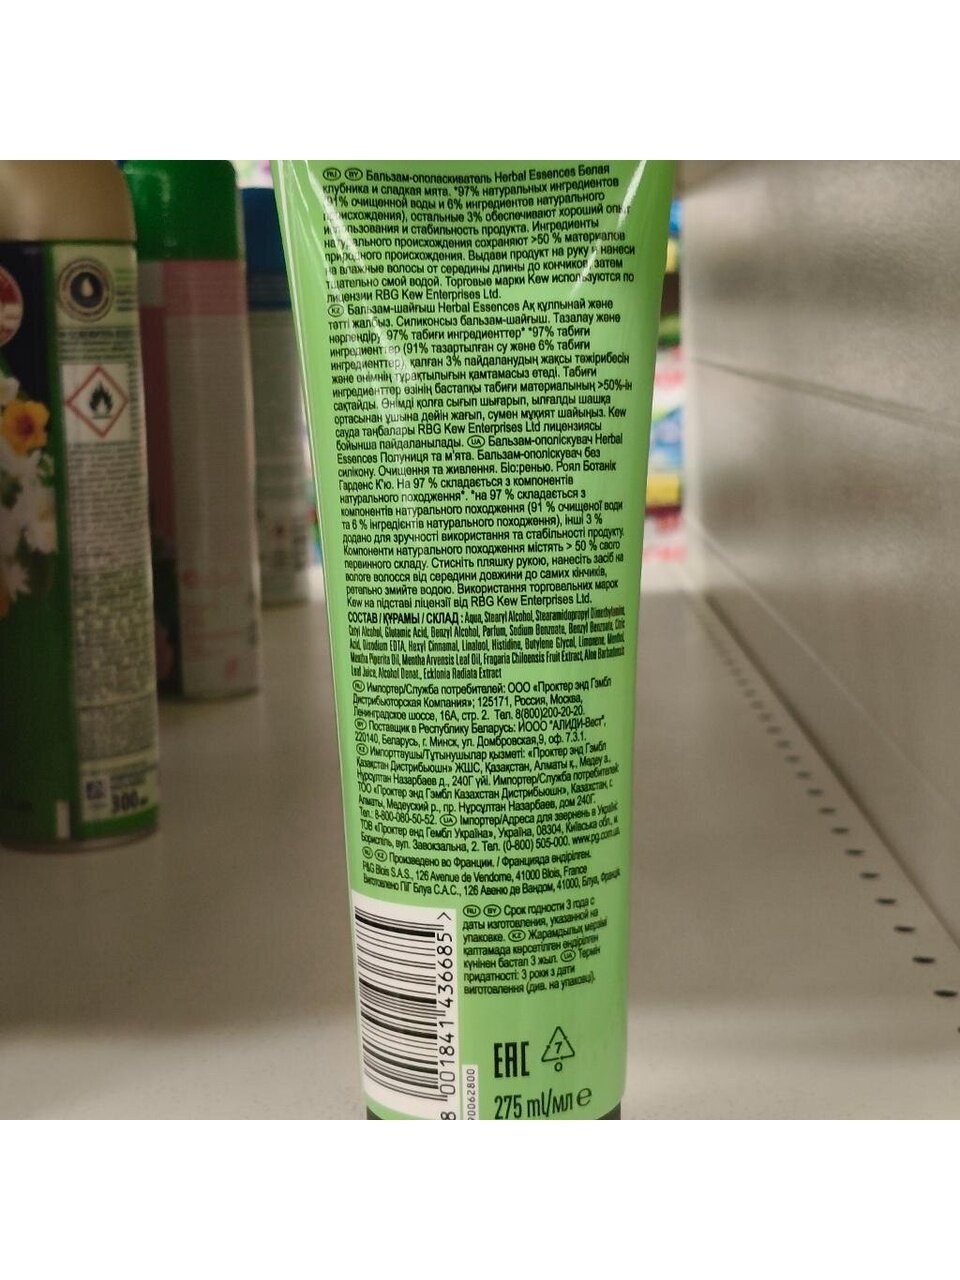 RU BY Бальзам-ополаскиватель Herbal Essences Белая
клубника и сладкая мята. *97% натуральных ингредиентов
(91% очищенной воды и 6% ингредиентов натурального
происхождения), остальные 3% обеспечивают хороший опыт
использования и стабильность продукта. Ингредиенты
натурального происхождения сохраняют >50 % материалов
природного происхождения. Выдави продукт на руку и нанеси
на влажные волосы от середины длины до кончиков, затем
тщательно смой водой. Торговые марки Kew используются по
лицензии RBG Kew Enterprises Ltd.
KZ Бальзам-шайғыш Herbal Essences Ақ құлпынай және
тәтті жалбыз. Силиконсыз бальзам-шайғыш. Тазалау және
нәрлендіру. 97% табиғи ингредиенттер* *97% табиғи
ингредиенттер (91% тазартылған су және 6% табиғи
ингредиенттер), қалған 3% пайдаланудың жақсы тәжірибесін
және өнімнің тұрақтылығын қамтамасыз етеді. Табиғи
ингредиенттер өзінің бастапқы табиғи материалының >50%-ін
сақтайды. Өнімді қолға сығып шығарып, ылғалды шашқа
ортасынан ұшына дейін жағып, сумен мұқият шайыңыз. Kew
сауда таңбалары RBG Kew Enterprises Ltd лицензиясы
бойынша пайдаланылады. UA Бальзам-ополіскувач Herbal
Essences Полуниця та м'ята. Бальзам-ополіскувач без
силікону. Очищення та живлення. Біо:ренью. Роял Ботанік
Гарденс К'ю. На 97 % складається з компонентів
натурального походження*. *на 97 % складається з
компонентів натурального походження (91 % очищеної води
та 6 % інгредієнтів натурального походження), інші 3 %
додано для зручності використання та стабільності продукту.
Компоненти натурального походження містять > 50 % свого
первинного складу. Стисніть пляшку рукою, нанесіть засіб на
вологе волосся від середини довжини до самих кінчиків,
ретельно змийте водою. Використання торговельних марок
Kew на підставі ліцензії від RBG Kew Enterprises Ltd.
СОСТАВ / ҚҰРАМЫ / СКЛАД : Aqua, Stearyl Alcohol, Stearamidopropyl Dimethylamine,
Cetyl Alcohol, Glutamic Acid, Benzyl Alcohol, Parfum, Sodium Benzoate, Benzyl Benzoate, Citric
Acid, Disodium EDTA, Hexyl Cinnamal, Linalool, Histidine, Butylene Glycol, Limonene, Menthol,
Mentha Piperita Oil, Mentha Arvensis Leaf Oil, Fragaria Chiloensis Fruit Extract, Aloe Barbadensis
Leaf Juice, Alcohol Denat., Ecklonia Radiata Extract
RU Импортер/Служба потребителей: ООО «Проктер энд Гэмбл
Дистрибьюторская Компания»; 125171, Россия, Москва,
Ленинградское шоссе, 16А, стр. 2. Тел. 8(800)200-20-20.
BY Поставщик в Республику Беларусь: ИООО "АЛИДИ-Вест",
220140, Беларусь, г. Минск, ул. Домбровская,9, оф. 7.3.1.
KZ Импорттаушы/Тұтынушылар қызметі: «Проктер энд Гэмбл
Қазақстан Дистрибьюшн» ЖШС, Қазақстан, Алматы қ., Медеу а.,
Нұрсұлтан Назарбаев д., 240Г үйі. Импортер/Служба потребителей:
ТОО «Проктер энд Гэмбл Казахстан Дистрибьюшн», Казахстан, г.
Алматы, Медеуский р., пр. Нұрсұлтан Назарбаев, дом 240Г.
Тел.: 8-800-080-50-52. UA Імпортер/Адреса для звернень в Україні:
ТОВ «Проктер енд Гембл Україна», Україна, 08304, Київська обл., м.
Бориспіль, вул. Завокзальна, 2. Тел. (0-800) 505-000. www.pg.com.ua
RU KZ Произведено во Франции. / Францияда өндірілген.
P&G Blois S.A.S., 126 Avenue de Vendome, 41000 Blois, France
Виготовлено ПіГ Блуа С.А.С., 126 Авеню де Вандом, 41000, Блуа, Франція
RU BY Срок годности 3 года с
даты изготовления, указанной на
упаковке. KZ Жарамдылық мерзімі
қаптамада көрсетілген өндірілген
күнінен бастап 3 жыл. UA Термін
придатності: 3 роки з дати
виготовлення (див. на упаковці).
8 001841 436685 >
90062800
EAC
7
O
275 ml/мл e
300